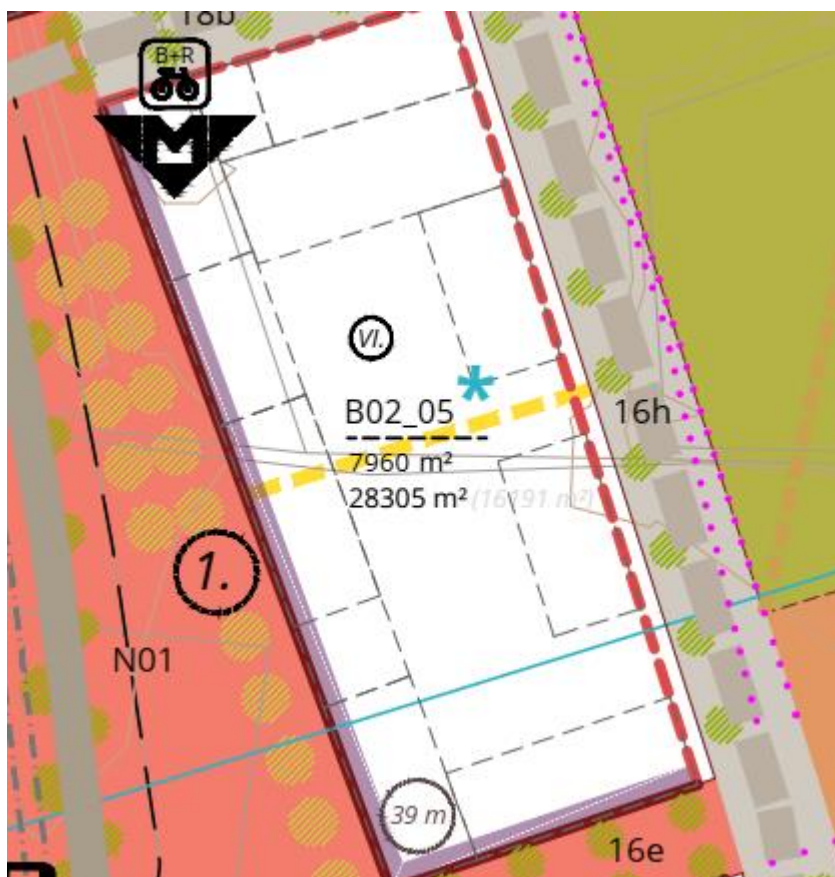 18b
B+R
M
VI.
B02_05
16h
7960 m²
28305 m² (16191 m²)
1.
N01
39 m
16e